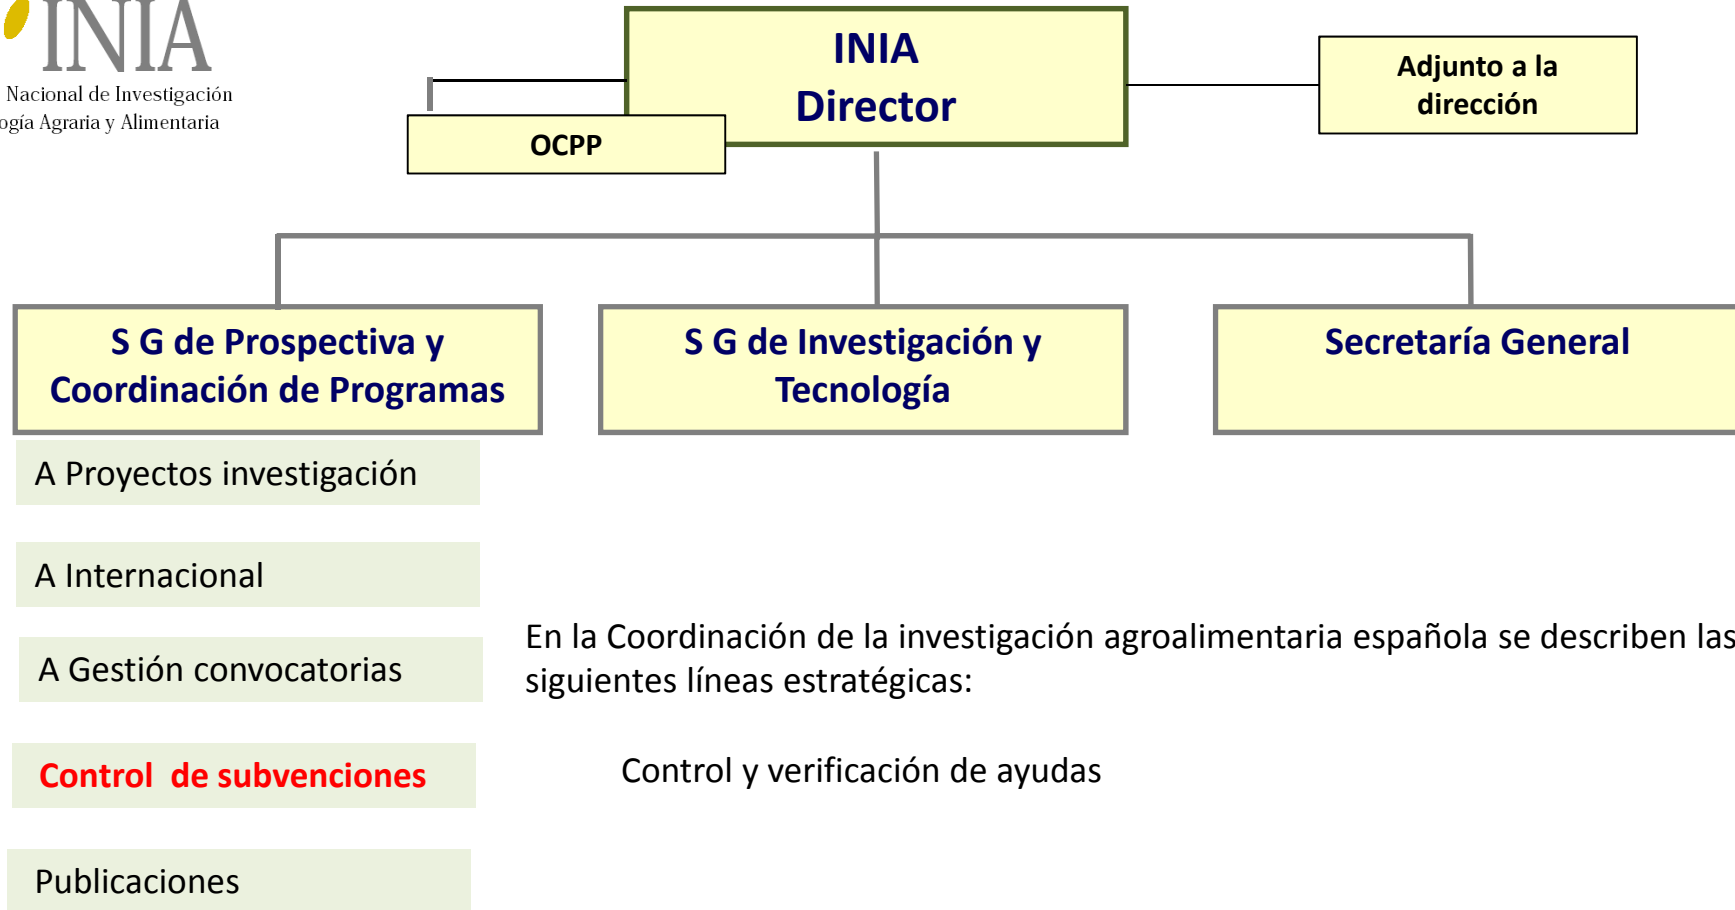 INIA
Nacional de Investigación
ogía Agraria y Alimentaria
INIA
Director
Adjunto a la
dirección
OCPP
S G de Prospectiva y
Coordinación de Programas
S G de Investigación y
Tecnología
Secretaría General
A Proyectos investigación
A Internacional
A Gestión convocatorias
Control de subvenciones
Publicaciones
En la Coordinación de la investigación agroalimentaria española se describen las
siguientes líneas estratégicas:
Control y verificación de ayudas